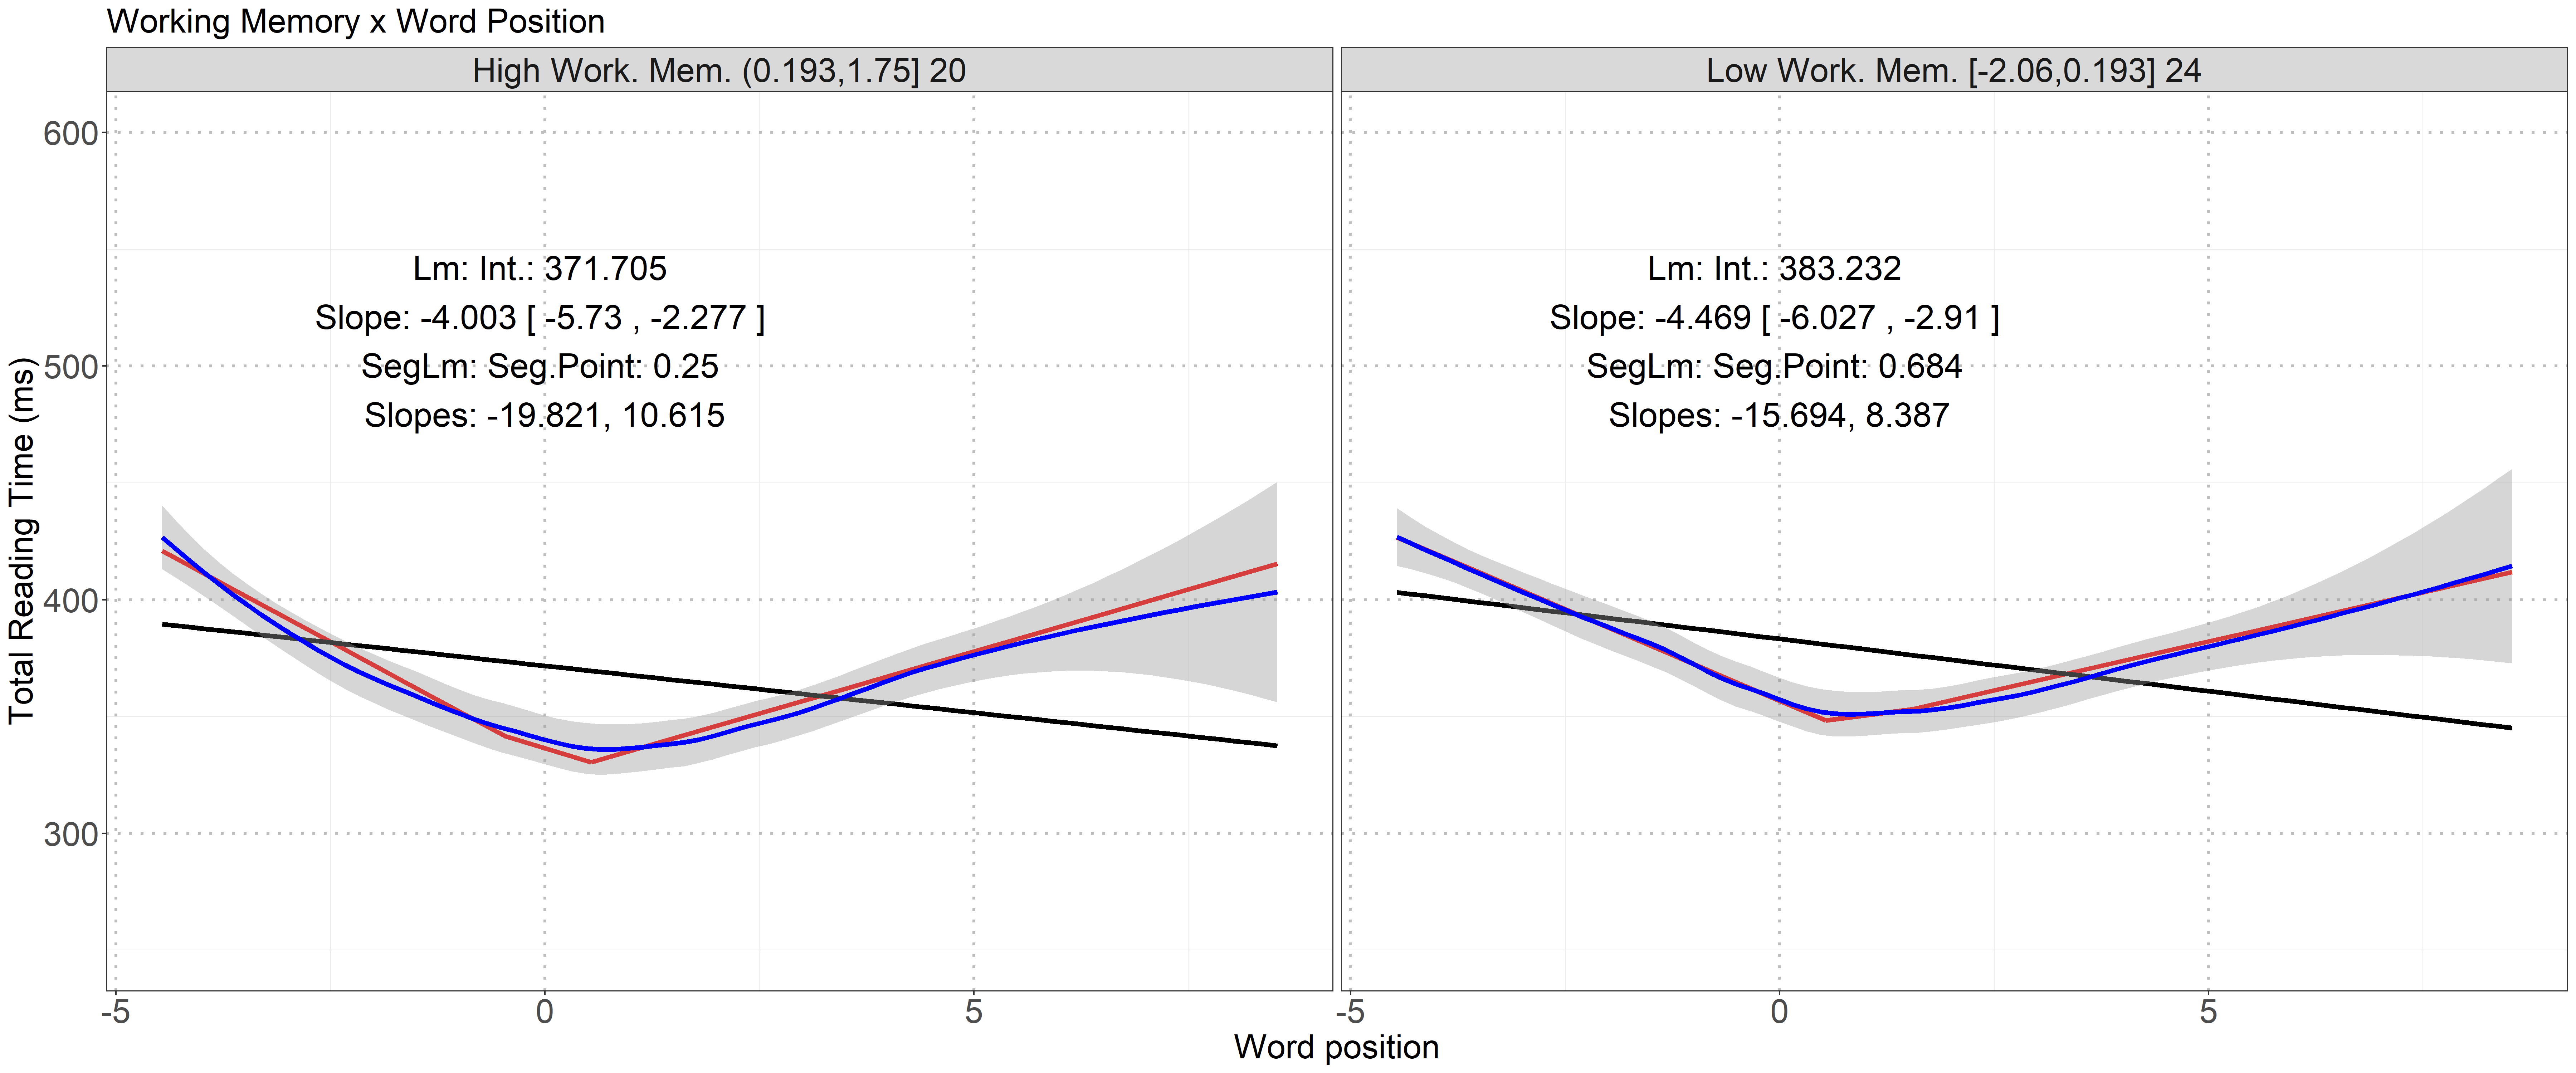 Working Memory x Word Position
High Work. Mem. (0.193,1.75] 20
Low Work. Mem. [-2.06,0.193] 24
Total Reading Time (ms)
600
500
400
300
Lm: Int.: 371.705
Slope: -4.003 [ -5.73 , -2.277 ]
SegLm: Seg.Point: 0.25
Slopes: -19.821, 10.615
Lm: Int.: 383.232
Slope: -4.469 [ -6.027 , -2.91 ]
SegLm: Seg.Point: 0.684
Slopes: -15.694, 8.387
-5 0 5
-5 0 5
Word position